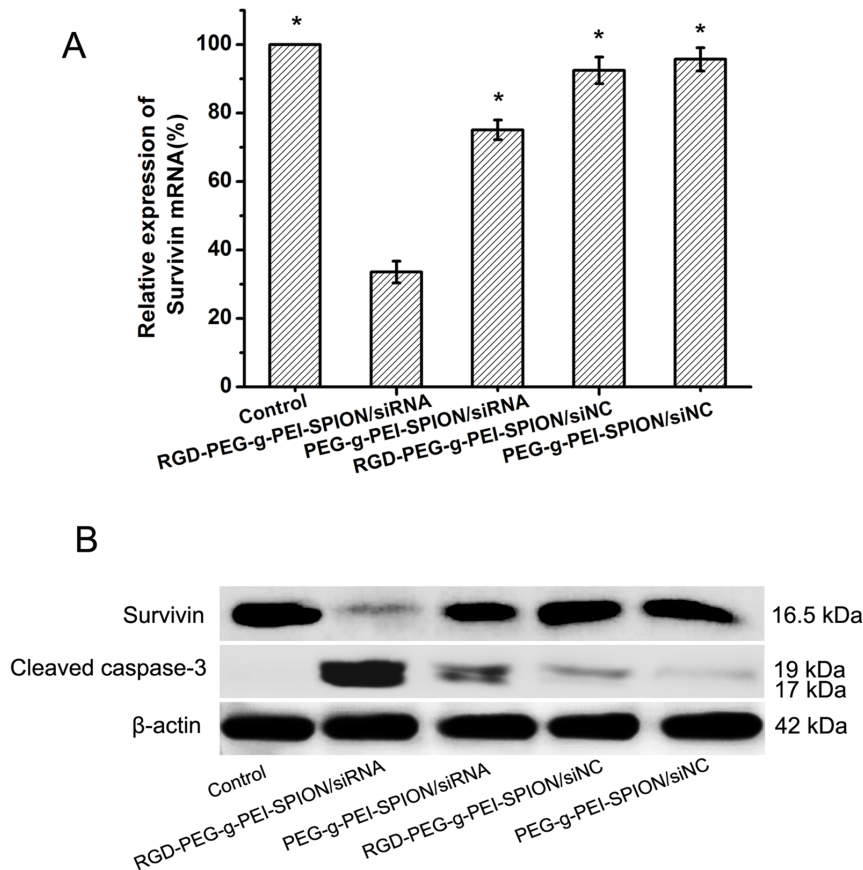 A
Relative expression of
Survivin mRNA(%)
100
80
60
40
20
0
*
*
*
*
Control
RGD-PEG-g-PEI-SPION/siRNA
PEG-g-PEI-SPION/siRNA
RGD-PEG-g-PEI-SPION/siNC
PEG-g-PEI-SPION/siNC
B
Survivin
16.5 kDa
Cleaved caspase-3
19 kDa
17 kDa
β-actin
42 kDa
Control
RGD-PEG-g-PEI-SPION/siRNA
PEG-g-PEI-SPION/siRNA
RGD-PEG-g-PEI-SPION/siNC
PEG-g-PEI-SPION/siNC